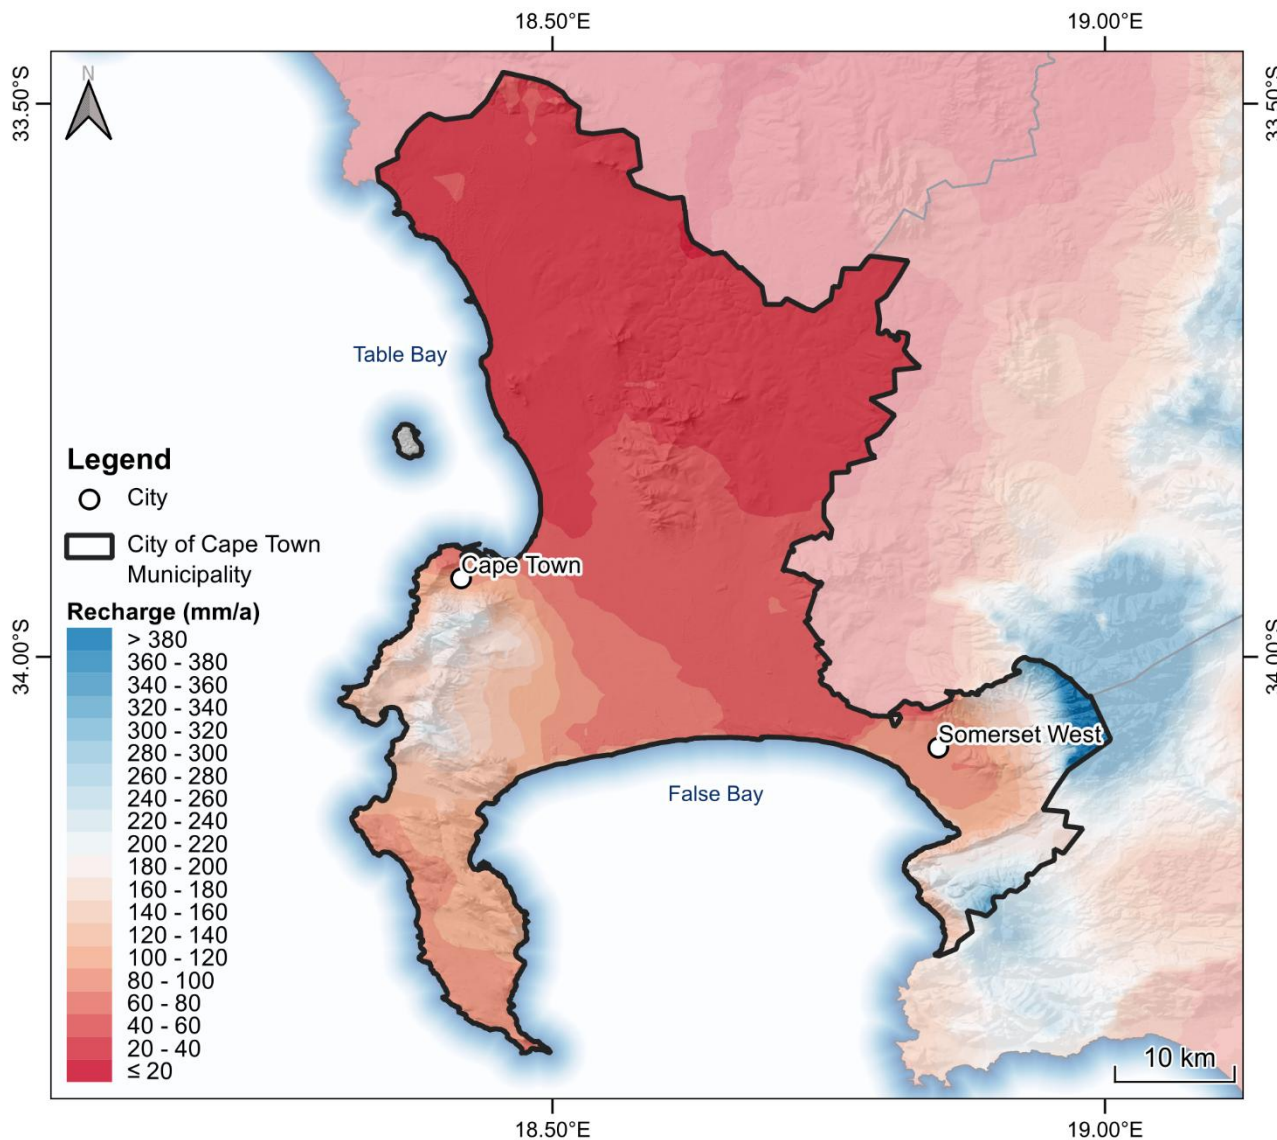 18.50°E
19.00°E
N
33.50°S
33.50°S
Table Bay
Legend
City
City of Cape Town
Municipality
Cape Town
Recharge (mm/a)
> 380
360 - 380
340 - 360
320 - 340
300 - 320
280 - 300
260 - 280
240 - 260
220 - 240
200 - 220
180 - 200
160 - 180
140 - 160
120 - 140
100 - 120
80 - 100
60 - 80
40 - 60
20 - 40
≤ 20
34.00°S
34.00°S
Somerset West
False Bay
10 km
18.50°E
19.00°E